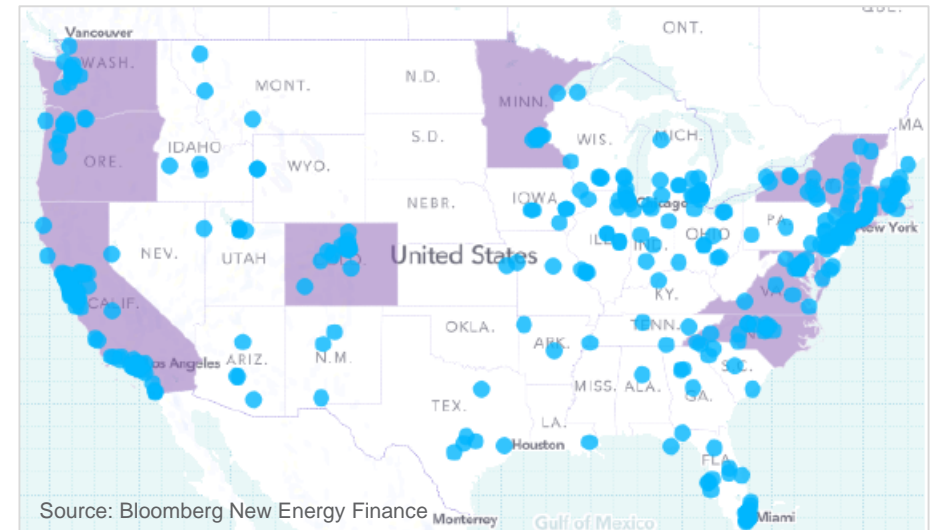 QUE.
Vancouver
ONT.
WASH.
MONT.
N.D.
MINN.
MA
S.D.
WIS.
MICH.
IDAHO
ORE.
WYO.
IOWA
NEBR.
Chicago
PA.
New York
NEV.
UTAH
United States
ILL.
IND.
OHIO
CALIF.
KY.
VA.
OKLA.
TENN.
ARK.
Los Angeles
ARIZ.
N.M.
S.C.
MISS.
ALA.
GA.
TEX.
LA.
Houston
FLA.
Source: Bloomberg New Energy Finance
Monterrey
Gulf of Mexico
Miami